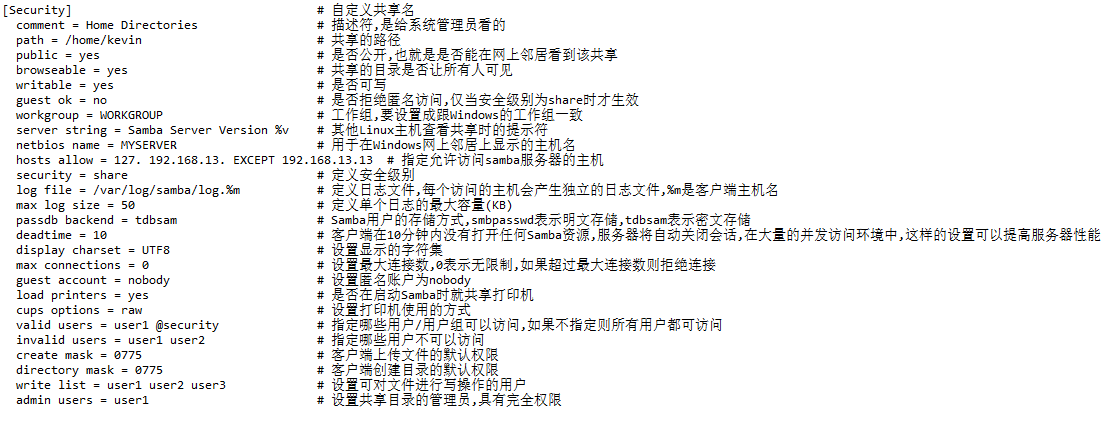 [Security]                                  # 自定义共享名
  comment = Home Directories                # 描述符,是给系统管理员看的
  path = /home/kevin                        # 共享的路径
  public = yes                              # 是否公开,也就是是否能在网上邻居看到该共享
  browseable = yes                          # 共享的目录是否让所有人可见
  writable = yes                            # 是否可写
  guest ok = no                             # 是否拒绝匿名访问,仅当安全级别为share时才生效
  workgroup = WORKGROUP                     # 工作组,要设置成跟Windows的工作组一致
  server string = Samba Server Version %v   # 其他Linux主机查看共享时的提示符
  netbios name = MYSERVER                   # 用于在Windows网上邻居上显示的主机名
  hosts allow = 127. 192.168.13. EXCEPT 192.168.13.13  # 指定允许访问samba服务器的主机
  security = share                          # 定义安全级别
  log file = /var/log/samba/log.%m          # 定义日志文件,每个访问的主机会产生独立的日志文件,%m是客户端主机名
  max log size = 50                         # 定义单个日志的最大容量(KB)
  passdb backend = tdbsam                   # Samba用户的存储方式,smbpasswd表示明文存储,tdbsam表示密文存储
  deadtime = 10                             # 客户端在10分钟内没有打开任何Samba资源,服务器将自动关闭会话,在大量的并发访问环境中,这样的设置可以提高服务器性能
  display charset = UTF8                    # 设置显示的字符集
  max connections = 0                       # 设置最大连接数,0表示无限制,如果超过最大连接数则拒绝连接
  guest account = nobody                    # 设置匿名账户为nobody
  load printers = yes                       # 是否在启动Samba时就共享打印机
  cups options = raw                        # 设置打印机使用的方式
  valid users = user1 @security             # 指定哪些用户/用户组可以访问,如果不指定则所有用户都可访问
  invalid users = user1 user2               # 指定哪些用户不可以访问
  create mask = 0775                        # 客户端上传文件的默认权限
  directory mask = 0775                     # 客户端创建目录的默认权限
  write list = user1 user2 user3            # 设置可对文件进行写操作的用户
  admin users = user1                       # 设置共享目录的管理员,具有完全权限